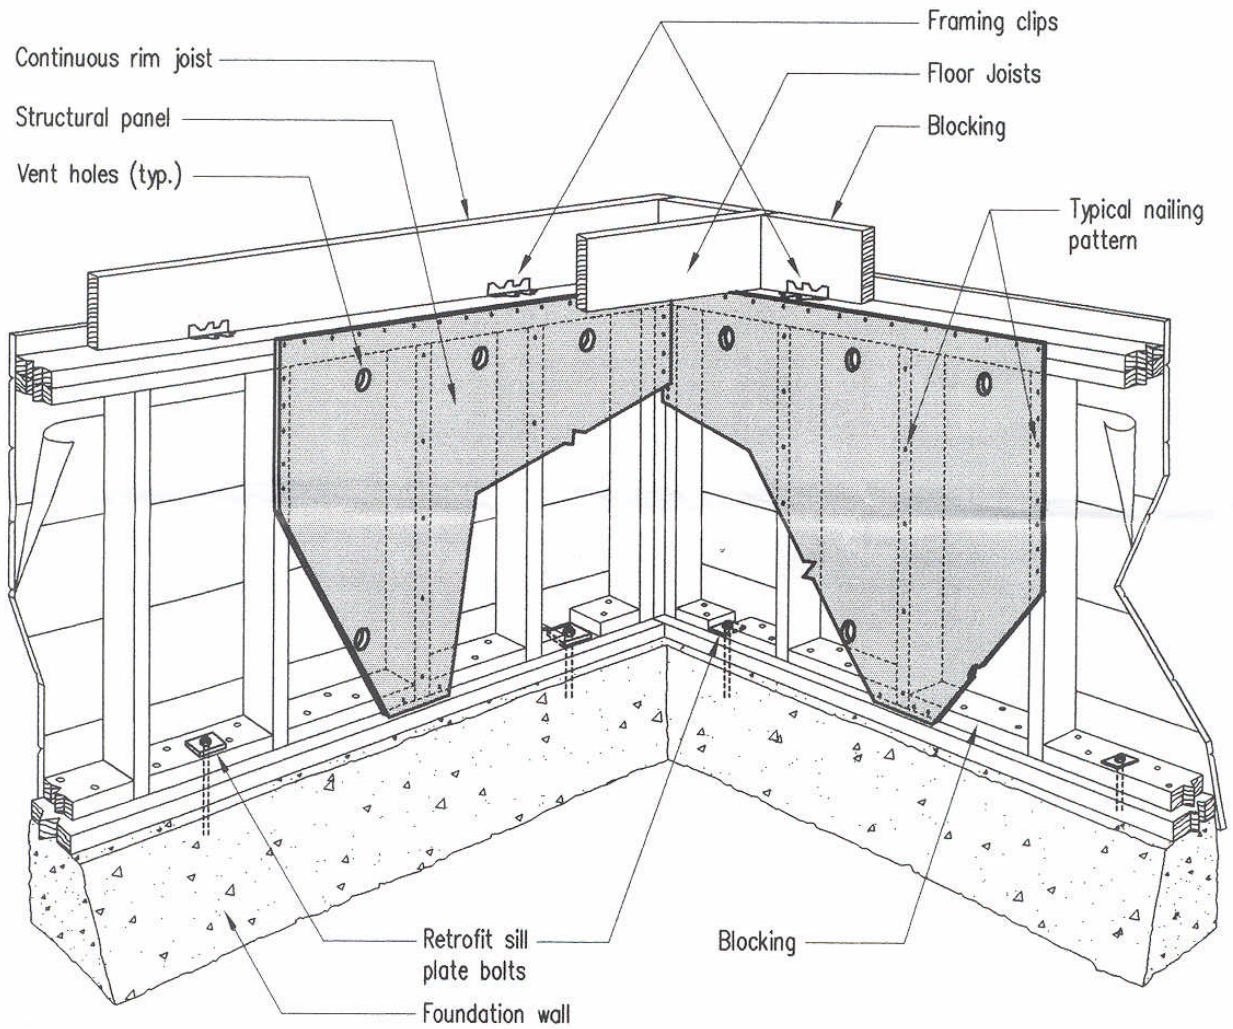 Framing clips
Continuous rim joist
Floor Joists
Structural panel
Blocking
Vent holes (typ.)
Typical nailing
pattern
Retrofit sill
plate bolts
Blocking
Foundation wall